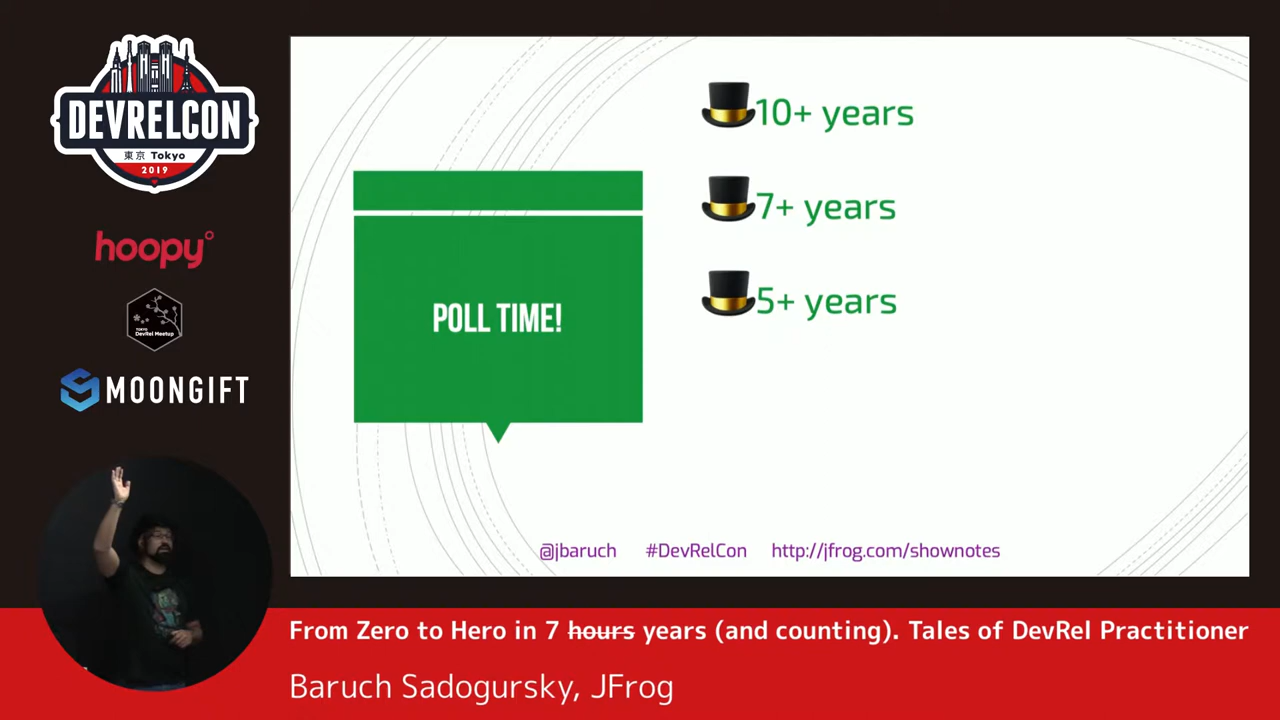 DEVRELCON
東京 Tokyo
2019
hoopy
TOKYO
DevRel Meetup
MOONGIFT
10+ years
7+ years
5+ years
POLL TIME!
@jbaruch #DevRelCon http://jfrog.com/shownotes
From Zero to Hero in 7 hours years (and counting). Tales of DevRel Practitioner
Baruch Sadogursky, JFrog